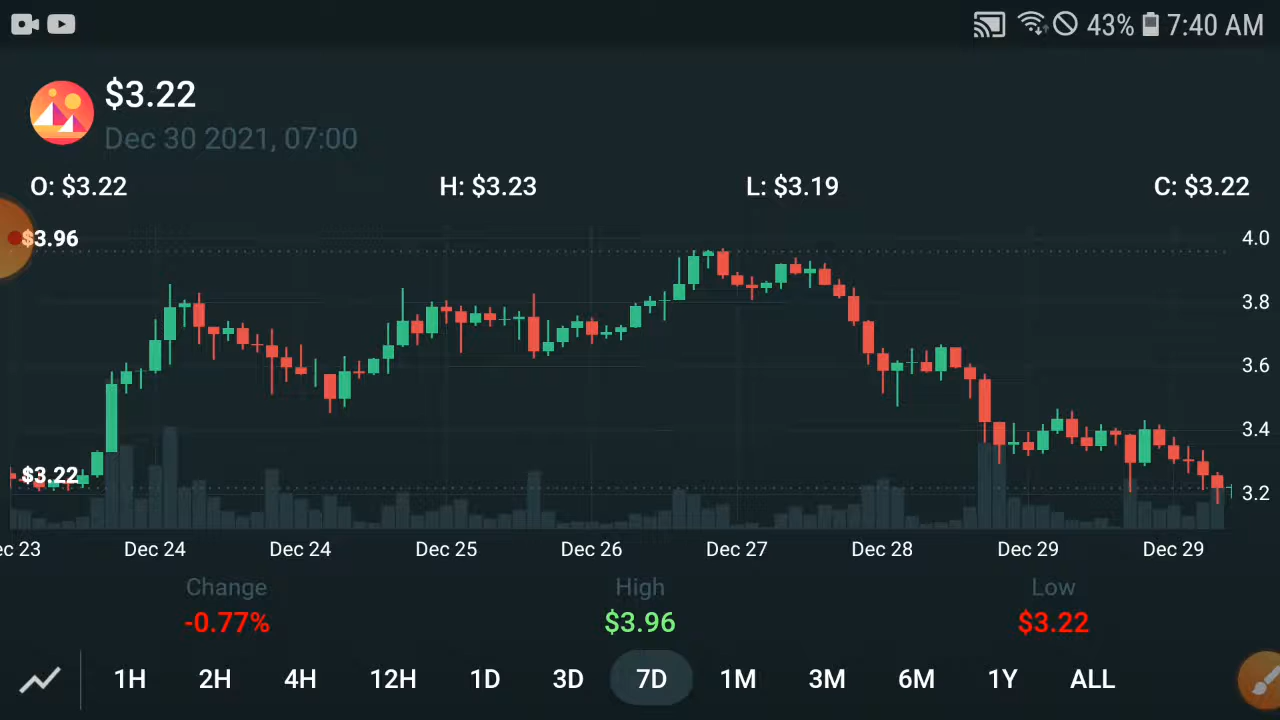 43% 7:40 AM
$3.22
Dec 30 2021, 07:00
O: $3.22 H: $3.23 L: $3.19 C: $3.22
$3.96 4.0
3.8
3.6
3.4
$3.22 3.2
ec 23 Dec 24 Dec 24 Dec 25 Dec 26 Dec 27 Dec 28 Dec 29 Dec 29
Change High Low
-0.77% $3.96 $3.22
1H 2H 4H 12H 1D 3D 7D 1M 3M 6M 1Y ALL